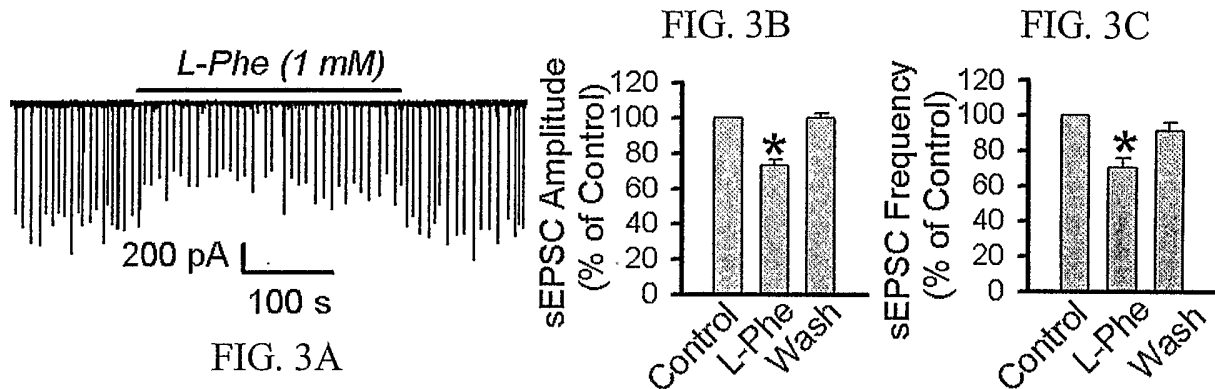 L-Phe (1 mM)
200 pA
100 s
FIG. 3A
FIG. 3B
sEPSC Amplitude
(% of Control)
120
100
80
60
40
20
0
*
Control
L-Phe
Wash
FIG. 3C
sEPSC Frequency
(% of Control)
120
100
80
60
40
20
0
*
Control
L-Phe
Wash